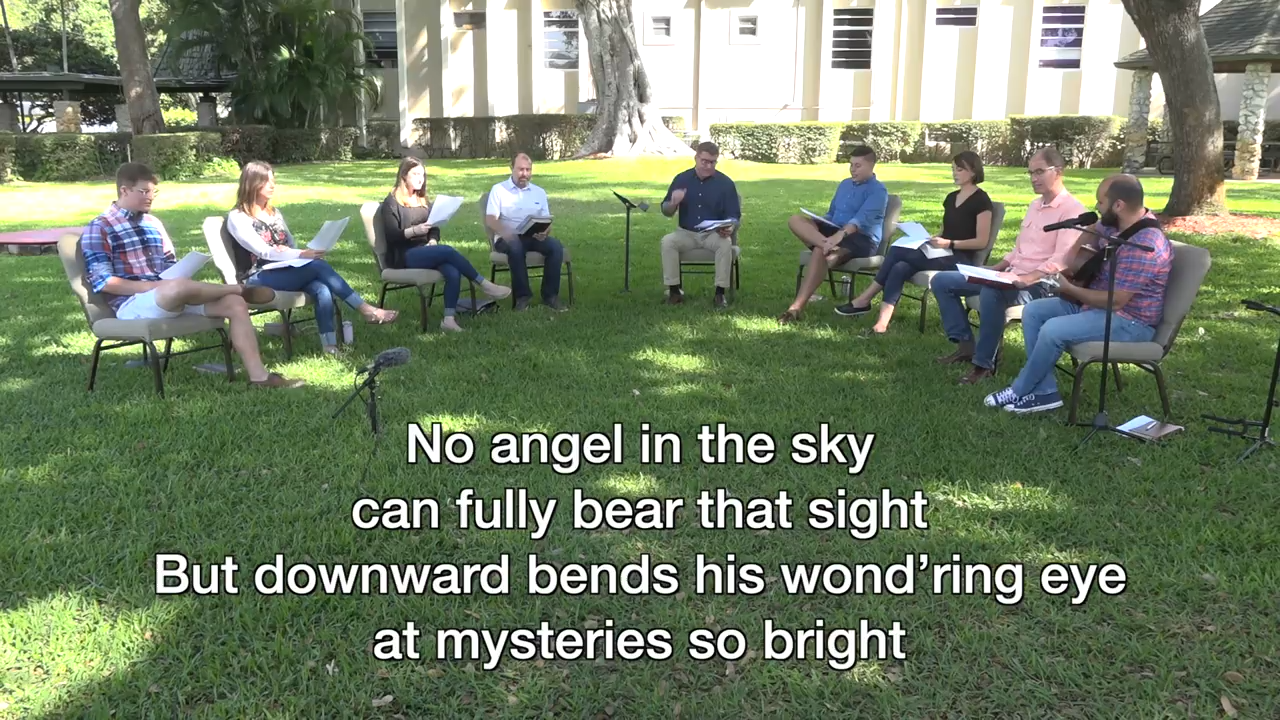 No angel in the sky
can fully bear that sight
But downward bends his wond’ring eye
at mysteries so bright